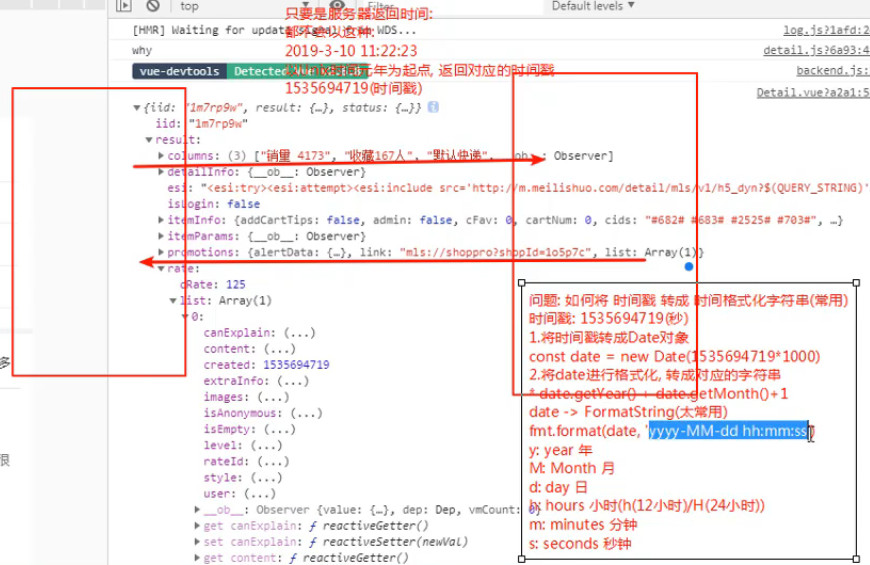 top
Filter
Default levels ▼
[HMR] Waiting for update signal from WDS...
log.js?1afd:2
只要是服务器返回时间:
都不会以这种:
2019-3-10 11:22:23
以Unix时间元年为起点, 返回对应的时间戳
1535694719(时间戳)
why
detail.js?6a93:4
vue-devtools
backend.js:
Detail.vue?a2a1:5
▼{iid: "1m7rp9w", result: {…}, status: {…}}
iid: "1m7rp9w"
▼result:
▶columns: (3) ["销量 4173", "收藏167人", "默认快递", __ob__: Observer]
▶detailInfo: {__ob__: Observer}
esi: "<esi:try><esi:attempt><esi:include src='http://m.meilishuo.com/detail/mls/v1/h5_dyn?$(QUERY_STRING)'
isLogin: false
▶itemInfo: {addCartTips: false, admin: false, cFav: 0, cartNum: 0, cids: "#682# #683# #2525# #703#", …}
▶itemParams: {__ob__: Observer}
▶promotions: {alertData: {…}, link: "mls://shoppro?shopId=1o5p7c", list: Array(1)}
▼rate:
cRate: 125
▼list: Array(1)
▼0:
canExplain: (...)
content: (...)
created: 1535694719
extraInfo: (...)
images: (...)
isAnonymous: (...)
isEmpty: (...)
level: (...)
rateId: (...)
style: (...)
user: (...)
▶__ob__: Observer {value: {…}, dep: Dep, vmCount: 0}
▶get canExplain: ƒ reactiveGetter()
▶set canExplain: ƒ reactiveSetter(newVal)
▶get content: ƒ reactiveGetter()
多
很
问题: 如何将 时间戳 转成 时间格式化字符串(常用)
时间戳: 1535694719(秒)
1.将时间戳转成Date对象
const date = new Date(1535694719*1000)
2.将date进行格式化, 转成对应的字符串
* date.getYear() + date.getMonth()+1
date -> FormatString(太常用)
fmt.format(date, 'yyyy-MM-dd hh:mm:ss')
y: year 年
M: Month 月
d: day 日
h: hours 小时(h(12小时)/H(24小时))
m: minutes 分钟
s: seconds 秒钟